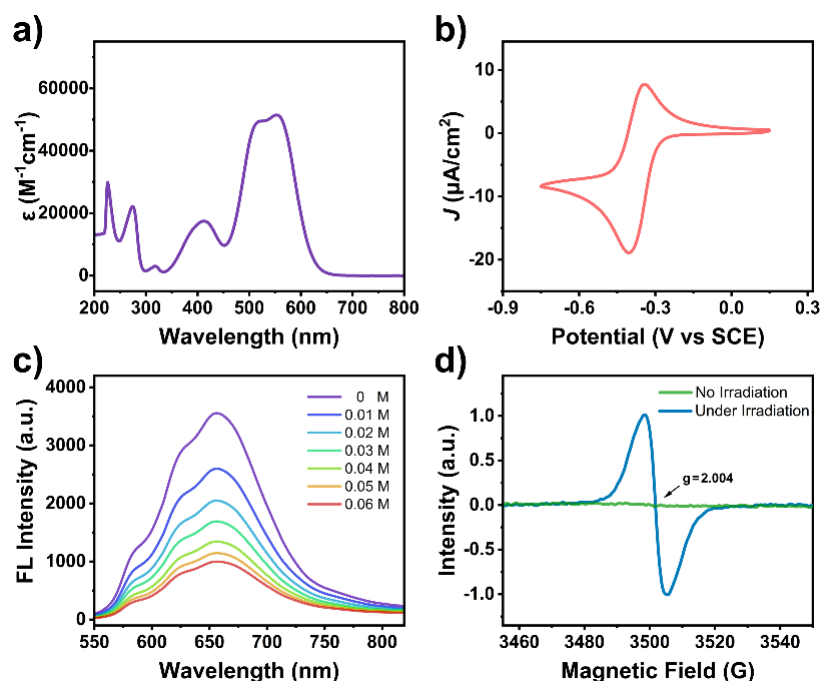 a)
ε (M⁻¹cm⁻¹)
60000
40000
20000
0
200 300 400 500 600 700 800
Wavelength (nm)
b)
J (μA/cm²)
10
0
-10
-20
-0.9 -0.6 -0.3 0.0 0.3
Potential (V vs SCE)
c)
FL Intensity (a.u.)
4000
3000
2000
1000
0
0 M
0.01 M
0.02 M
0.03 M
0.04 M
0.05 M
0.06 M
550 600 650 700 750 800
Wavelength (nm)
d)
Intensity (a.u.)
1.0
0.5
0.0
-0.5
-1.0
No Irradiation
Under Irradiation
g=2.004
3460 3480 3500 3520 3540
Magnetic Field (G)